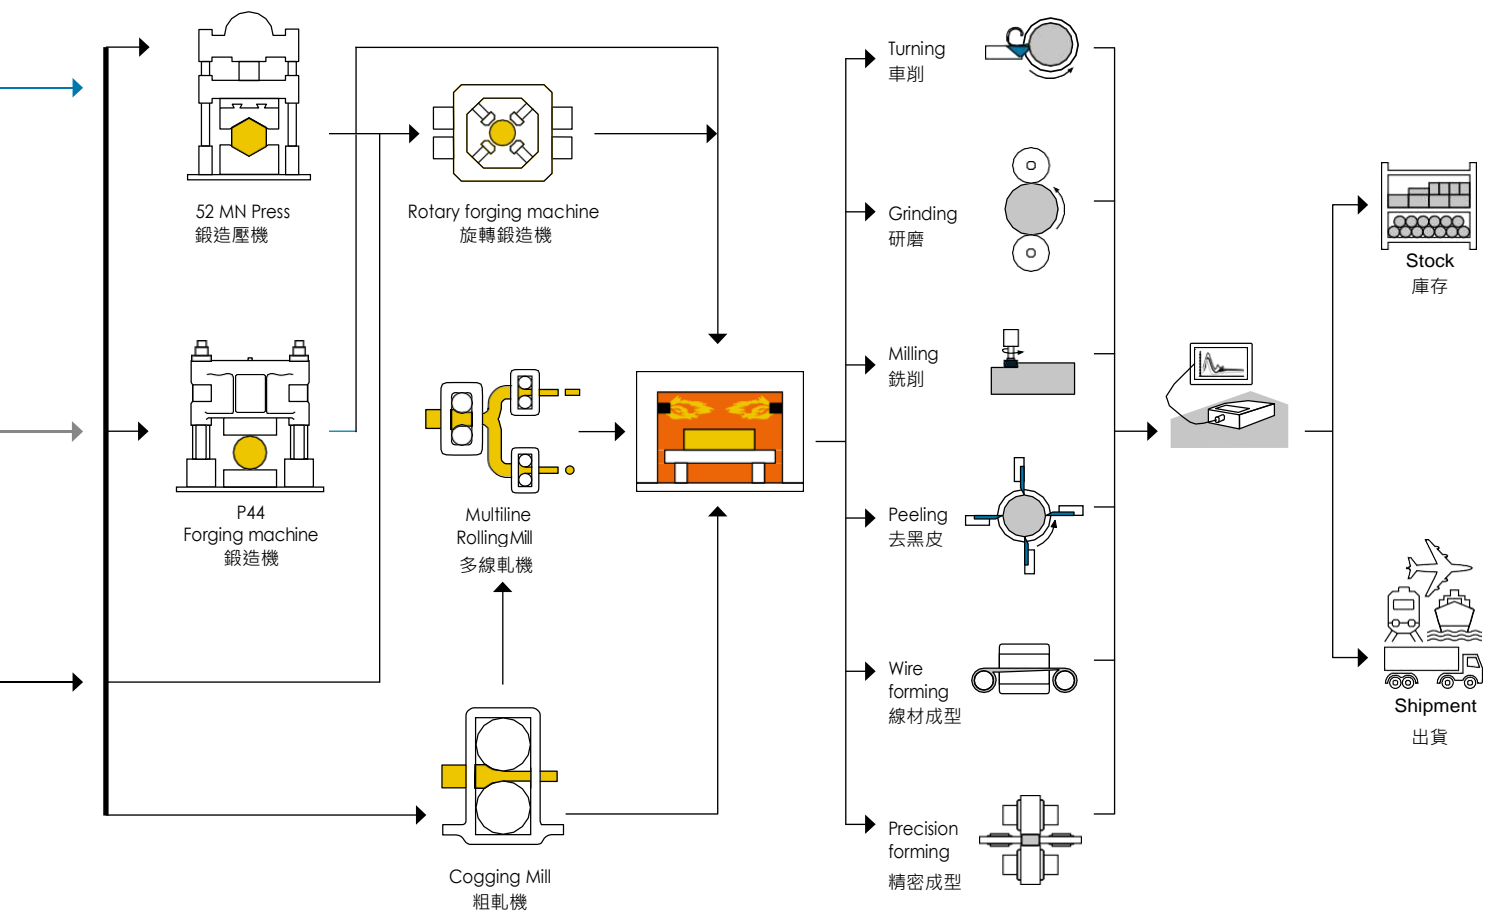 52 MN Press
鍛造壓機
Rotary forging machine
旋轉鍛造機
P44
Forging machine
鍛造機
Multiline
Rolling Mill
多線軋機
Cogging Mill
粗軋機
Turning
車削
Grinding
研磨
Milling
銑削
Peeling
去黑皮
Wire
forming
線材成型
Precision
forming
精密成型
Stock
庫存
Shipment
出貨